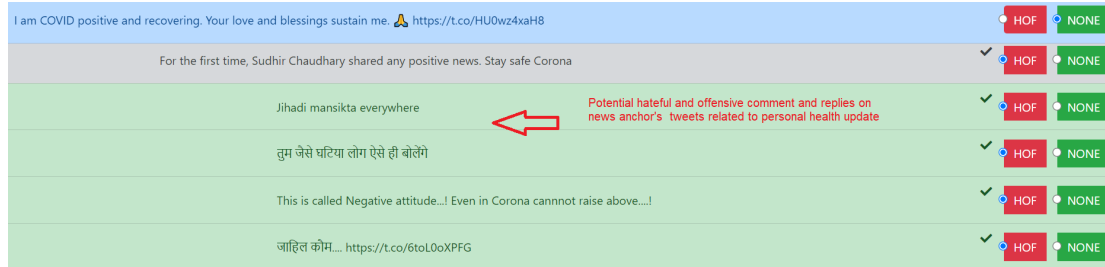 I am COVID positive and recovering. Your love and blessings sustain me. 🙏 https://t.co/HU0wz4xaH8 HOF NONE
For the first time, Sudhir Chaudhary shared any positive news. Stay safe Corona HOF NONE
Jihadi mansikta everywhere HOF NONE
Potential hateful and offensive comment and replies on
news anchor's tweets related to personal health update
तुम जैसे घटिया लोग ऐसे ही बोलेंगे HOF NONE
This is called Negative attitude...! Even in Corona cannnot raise above....! HOF NONE
जाहिल कौम.... https://t.co/6toL0oXPFG HOF NONE